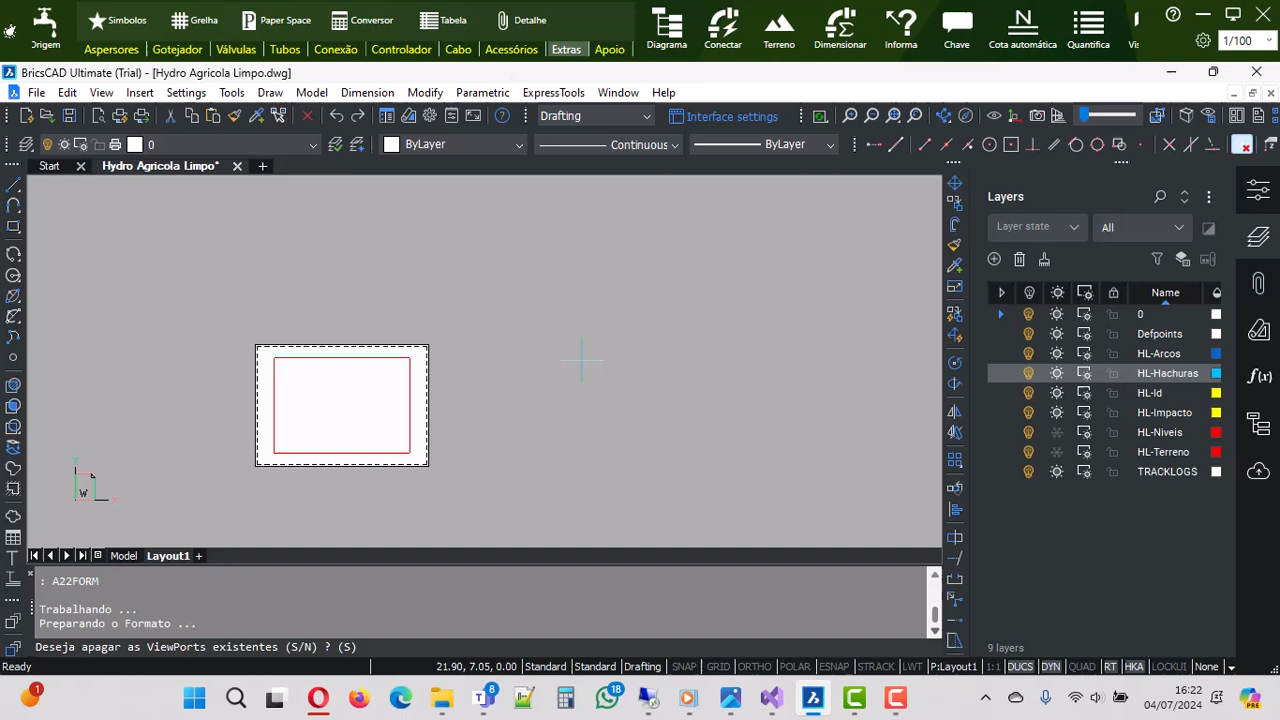 Símbolos Grelha Paper Space Conversor Tabela Detalhe
Origem Aspersores Gotejador Válvulas Tubos Conexão Controlador Cabo Acessórios Extras Apoio
Diagrama Conectar Terreno Dimensionar Informa Chave Cota automática Quantifica
1/100
BricsCAD Ultimate (Trial) - [Hydro Agricola Limpo.dwg]
File Edit View Insert Settings Tools Draw Model Dimension Modify Parametric ExpressTools Window Help
Drafting Interface settings
0 ByLayer Continuous ByLayer
Start Hydro Agricola Limpo*
Layers
Layer state All
Name
0
Defpoints
HL-Arcos
HL-Hachuras
HL-Id
HL-Impacto
HL-Niveis
HL-Terreno
TRACKLOGS
Y
W
X
Model Layout1 +
: A22FORM
Trabalhando ...
Preparando o Formato ...
Deseja apagar as ViewPorts existentes (S/N) ? (S)
9 layers
Ready 21.90, 7.05, 0.00 Standard Standard Drafting SNAP GRID ORTHO POLAR ESNAP STRACK LWT P:Layout1 1:1 DUCS DYN QUAD RT HKA LOCKUI None
1 8 18
16:22
04/07/2024
PRE